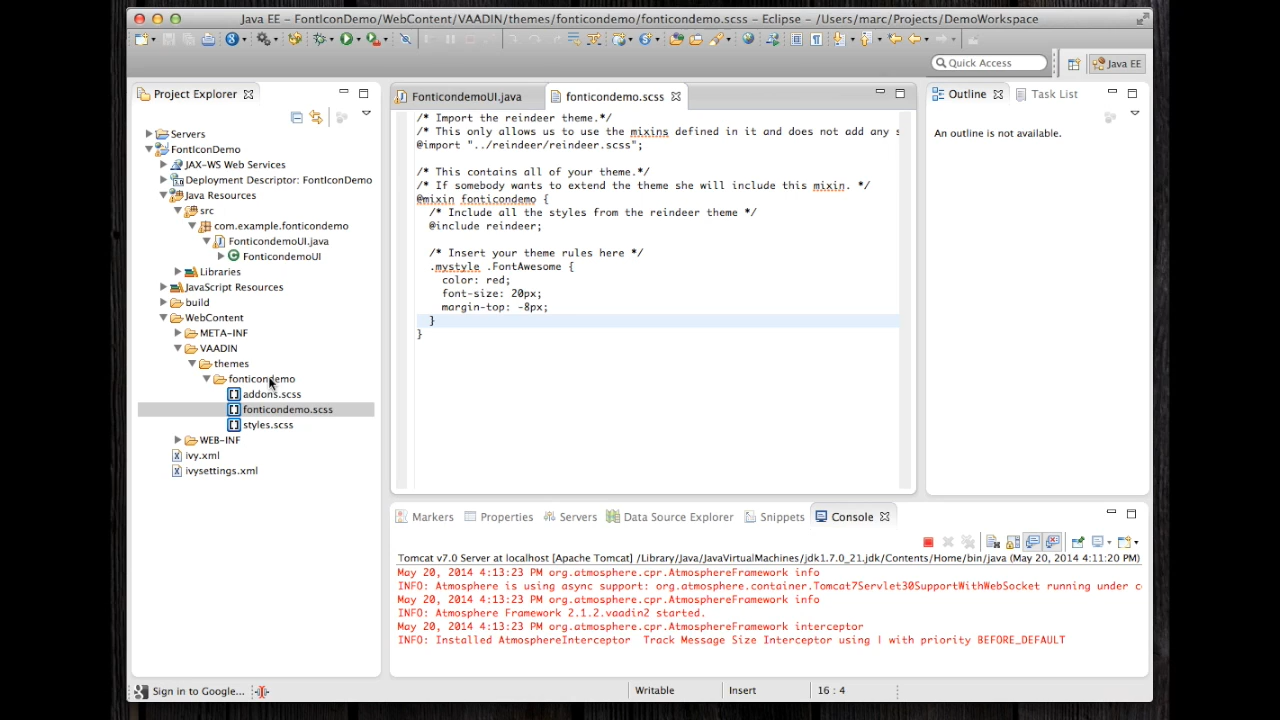 Java EE - FontIconDemo/WebContent/VAADIN/themes/fonticondemo/fonticondemo.scss - Eclipse - /Users/marc/Projects/DemoWorkspace
Quick Access
Java EE
Project Explorer
Servers
FontIconDemo
JAX-WS Web Services
Deployment Descriptor: FontIconDemo
Java Resources
src
com.example.fonticondemo
FonticondemoUI.java
FonticondemoUI
Libraries
JavaScript Resources
build
WebContent
META-INF
VAADIN
themes
fonticondemo
addons.scss
fonticondemo.scss
styles.scss
WEB-INF
ivy.xml
ivysettings.xml
FonticondemoUI.java
fonticondemo.scss
/* Import the reindeer theme.*/
/* This only allows us to use the mixins defined in it and does not add any s
@import "../reindeer/reindeer.scss";
/* This contains all of your theme.*/
/* If somebody wants to extend the theme she will include this mixin. */
@mixin fonticondemo {
/* Include all the styles from the reindeer theme */
@include reindeer;
/* Insert your theme rules here */
.mystyle .FontAwesome {
color: red;
font-size: 20px;
margin-top: -8px;
}
}
Outline
Task List
An outline is not available.
Markers
Properties
Servers
Data Source Explorer
Snippets
Console
Tomcat v7.0 Server at localhost [Apache Tomcat] /Library/Java/JavaVirtualMachines/jdk1.7.0_21.jdk/Contents/Home/bin/java (May 20, 2014 4:11:20 PM)
May 20, 2014 4:13:23 PM org.atmosphere.cpr.AtmosphereFramework info
INFO: Atmosphere is using async support: org.atmosphere.container.Tomcat7Servlet30SupportWithWebSocket running under c
May 20, 2014 4:13:23 PM org.atmosphere.cpr.AtmosphereFramework info
INFO: Atmosphere Framework 2.1.2.vaadin2 started.
May 20, 2014 4:13:23 PM org.atmosphere.cpr.AtmosphereFramework interceptor
INFO: Installed AtmosphereInterceptor  Track Message Size Interceptor using | with priority BEFORE_DEFAULT
Sign in to Google...
Writable
Insert
16 : 4